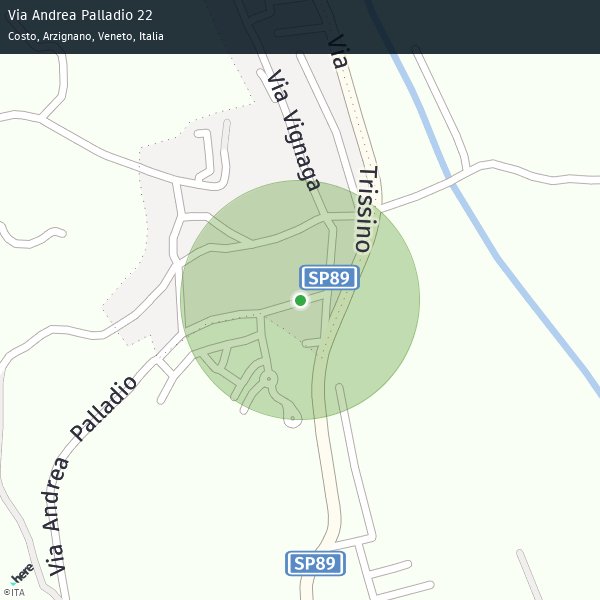 Via Andrea Palladio 22
Costo, Arzignano, Veneto, Italia
Via Trissino
Via Vignaga
SP89
Via Andrea Palladio
SP89
here
©ITA